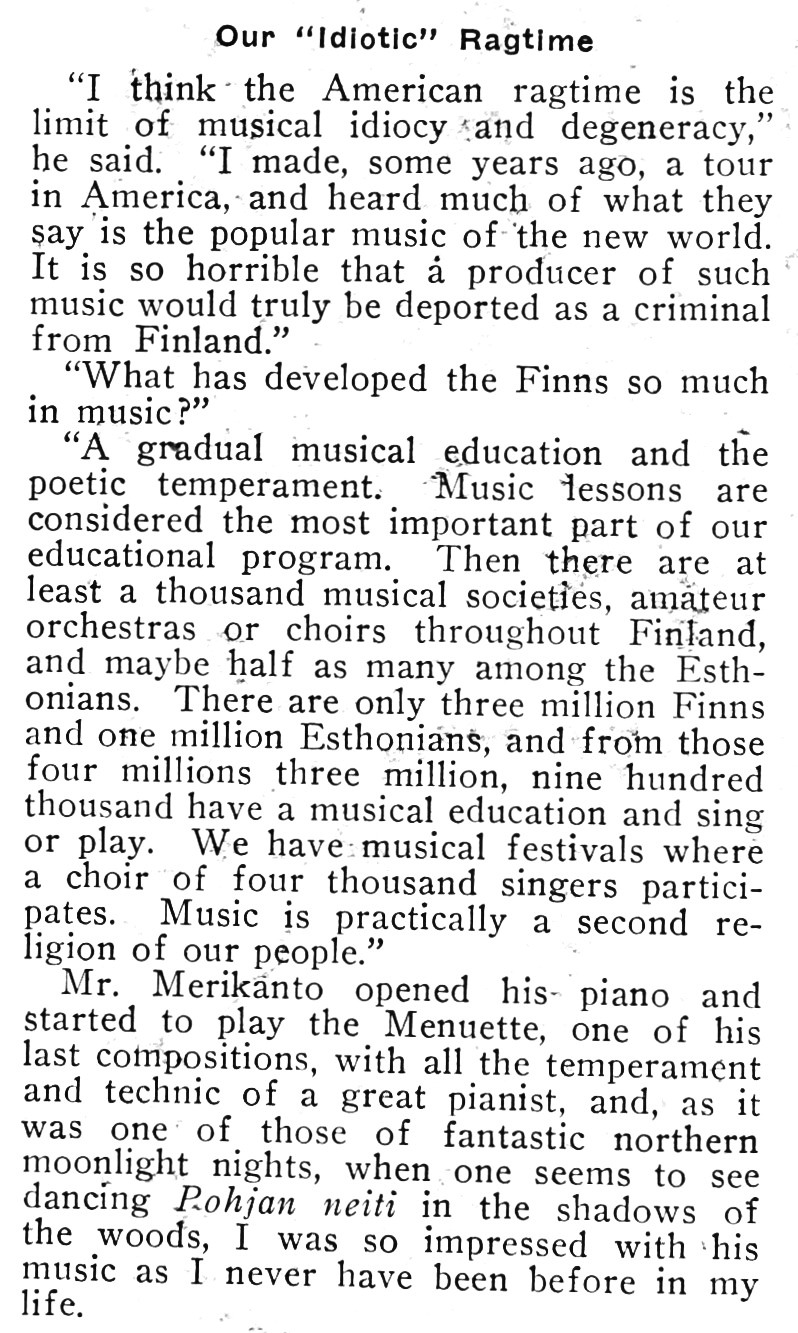 Our "Idiotic" Ragtime
"I think the American ragtime is the
limit of musical idiocy and degeneracy,"
he said. "I made, some years ago, a tour
in America, and heard much of what they
say is the popular music of the new world.
It is so horrible that a producer of such
music would truly be deported as a criminal
from Finland."
"What has developed the Finns so much
in music?"
"A gradual musical education and the
poetic temperament. Music lessons are
considered the most important part of our
educational program. Then there are at
least a thousand musical societies, amateur
orchestras or choirs throughout Finland,
and maybe half as many among the Esth-
onians. There are only three million Finns
and one million Esthonians, and from those
four millions three million, nine hundred
thousand have a musical education and sing
or play. We have musical festivals where
a choir of four thousand singers partici-
pates. Music is practically a second re-
ligion of our people."
Mr. Merikanto opened his piano and
started to play the Menuette, one of his
last compositions, with all the temperament
and technic of a great pianist, and, as it
was one of those of fantastic northern
moonlight nights, when one seems to see
dancing Pohjan neiti in the shadows of
the woods, I was so impressed with his
music as I never have been before in my
life.